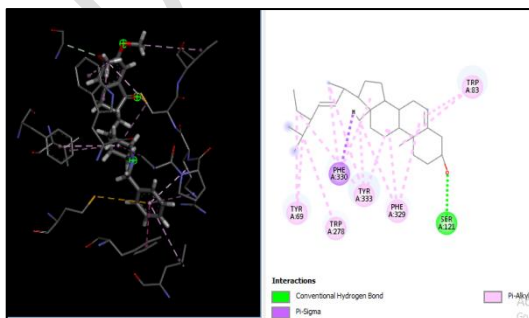 TRP
A:83
PHE
A:330
TYR
A:333
PHE
A:329
SER
A:121
TYR
A:69
TRP
A:278
Interactions
Conventional Hydrogen Bond
Pi-Sigma
Pi-Alkyl